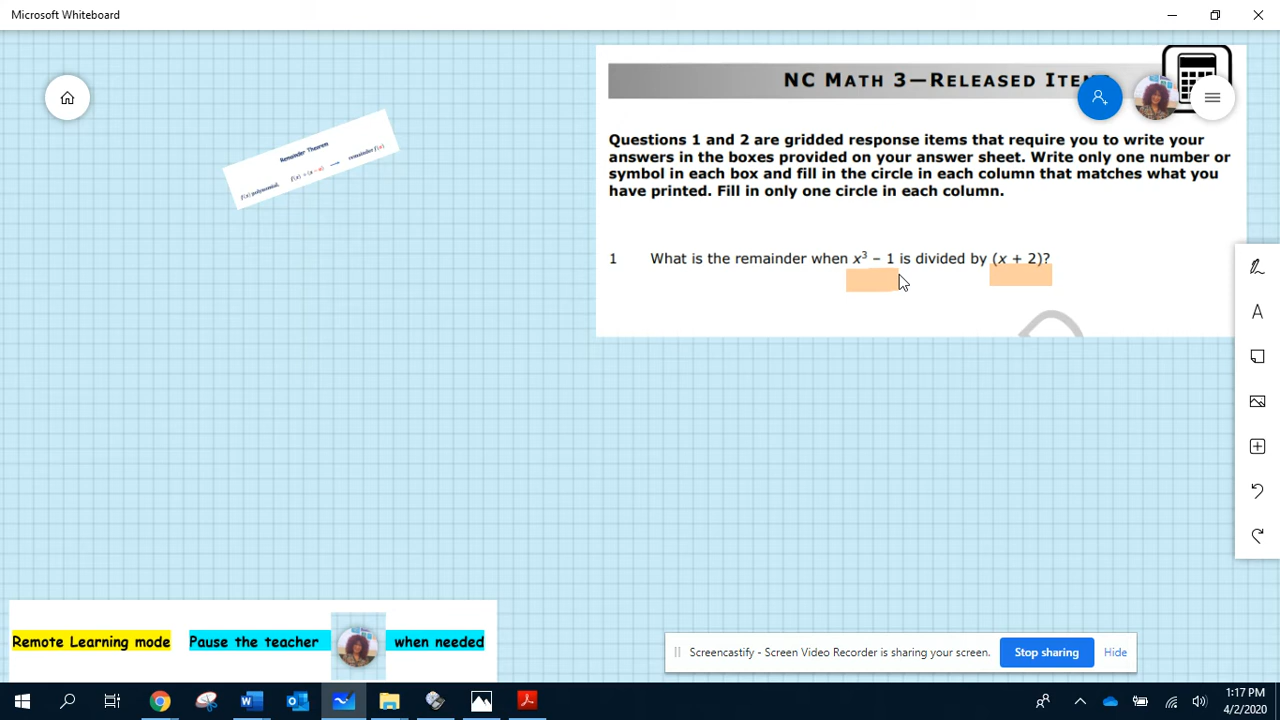 Microsoft Whiteboard
NC MATH 3—RELEASED ITEMS
Questions 1 and 2 are gridded response items that require you to write your
answers in the boxes provided on your answer sheet. Write only one number or
symbol in each box and fill in the circle in each column that matches what you
have printed. Fill in only one circle in each column.
1 What is the remainder when x³ – 1 is divided by (x + 2)?
Remainder Theorem
f(x) polynomial; f(x) ÷ (x – a) → remainder f(a)
Remote Learning mode Pause the teacher when needed
Screencastify - Screen Video Recorder is sharing your screen. Stop sharing Hide
1:17 PM
4/2/2020